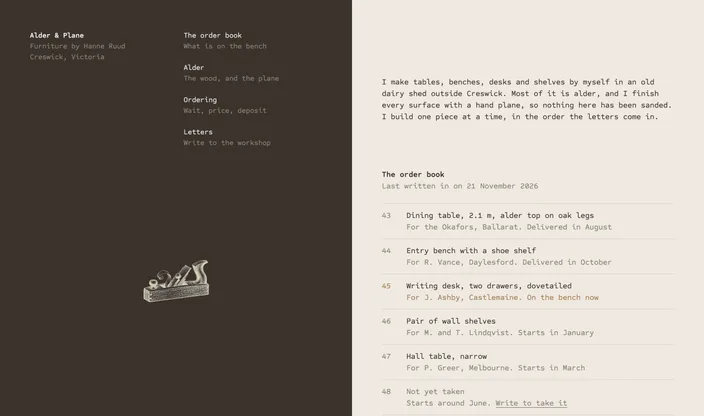 Alder & Plane
Furniture by Hanne Ruud
Creswick, Victoria
The order book
What is on the bench
Alder
The wood, and the plane
Ordering
Wait, price, deposit
Letters
Write to the workshop
I make tables, benches, desks and shelves by myself in an old
dairy shed outside Creswick. Most of it is alder, and I finish
every surface with a hand plane, so nothing here has been sanded.
I build one piece at a time, in the order the letters come in.
The order book
Last written in on 21 November 2026
43 Dining table, 2.1 m, alder top on oak legs
For the Okafors, Ballarat. Delivered in August
44 Entry bench with a shoe shelf
For R. Vance, Daylesford. Delivered in October
45 Writing desk, two drawers, dovetailed
For J. Ashby, Castlemaine. On the bench now
46 Pair of wall shelves
For M. and T. Lindqvist. Starts in January
47 Hall table, narrow
For P. Greer, Melbourne. Starts in March
48 Not yet taken
Starts around June. Write to take it